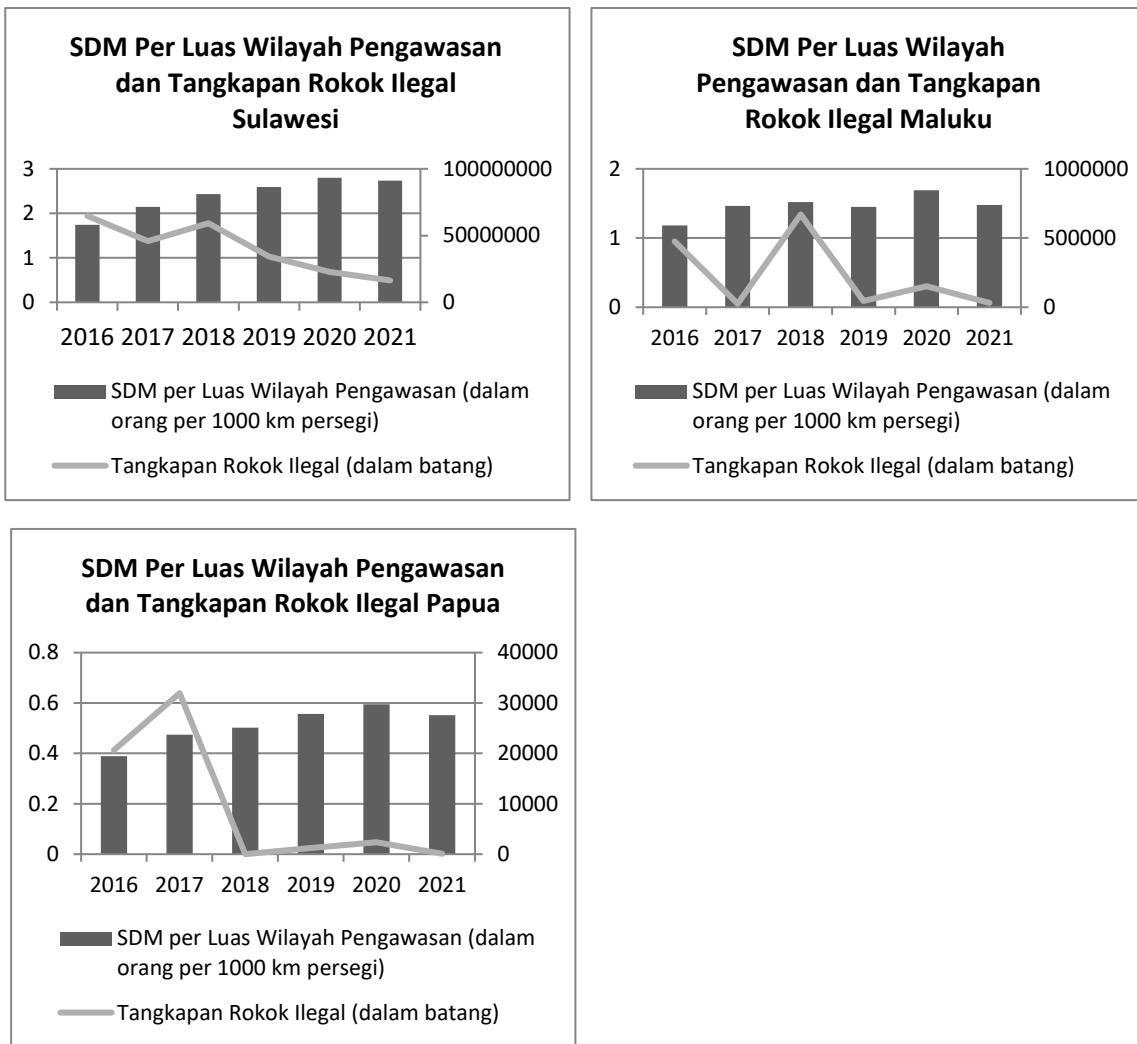 SDM Per Luas Wilayah Pengawasan
dan Tangkapan Rokok Ilegal
Sulawesi
3
2
1
0
100000000
50000000
0
2016 2017 2018 2019 2020 2021
SDM per Luas Wilayah Pengawasan (dalam
orang per 1000 km persegi)
Tangkapan Rokok Ilegal (dalam batang)
SDM Per Luas Wilayah
Pengawasan dan Tangkapan
Rokok Ilegal Maluku
2
1
0
1000000
500000
0
2016 2017 2018 2019 2020 2021
SDM per Luas Wilayah Pengawasan (dalam
orang per 1000 km persegi)
Tangkapan Rokok Ilegal (dalam batang)
SDM Per Luas Wilayah Pengawasan
dan Tangkapan Rokok Ilegal Papua
0.8
0.6
0.4
0.2
0
40000
30000
20000
10000
0
2016 2017 2018 2019 2020 2021
SDM per Luas Wilayah Pengawasan (dalam
orang per 1000 km persegi)
Tangkapan Rokok Ilegal (dalam batang)